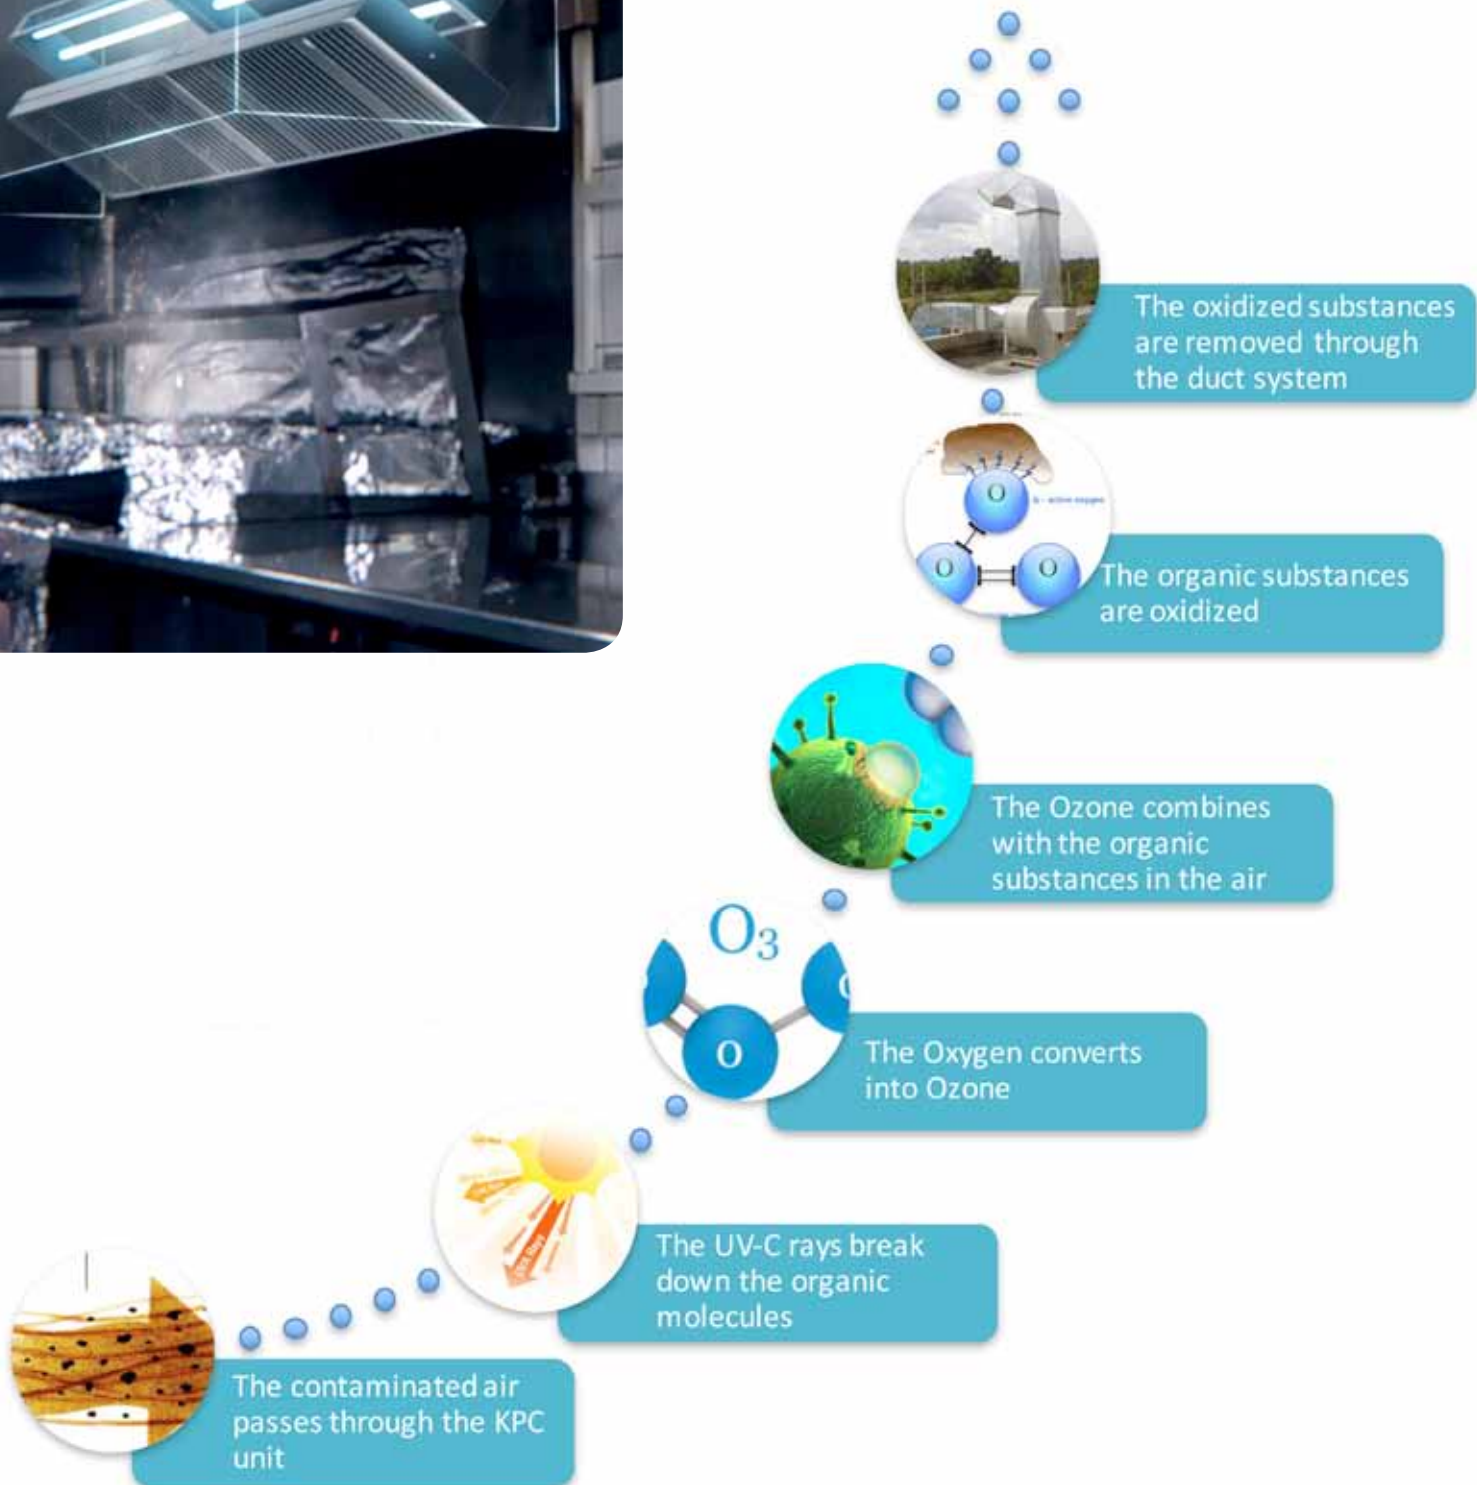 The oxidized substances
are removed through
the duct system
O
O - active oxygen
O
O
The organic substances
are oxidized
The Ozone combines
with the organic
substances in the air
O3
O
The Oxygen converts
into Ozone
The UV-C rays break
down the organic
molecules
The contaminated air
passes through the KPC
unit